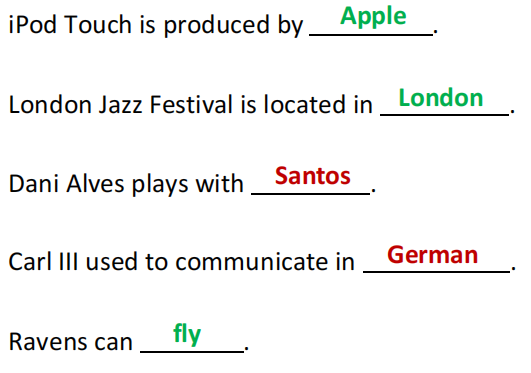 iPod Touch is produced by Apple.
London Jazz Festival is located in London.
Dani Alves plays with Santos.
Carl III used to communicate in German.
Ravens can fly.